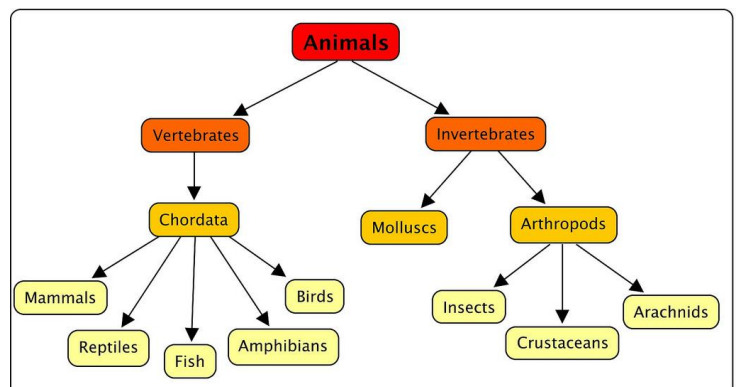 Animals
Vertebrates
Invertebrates
Chordata
Molluscs
Arthropods
Mammals
Reptiles
Fish
Amphibians
Birds
Insects
Crustaceans
Arachnids